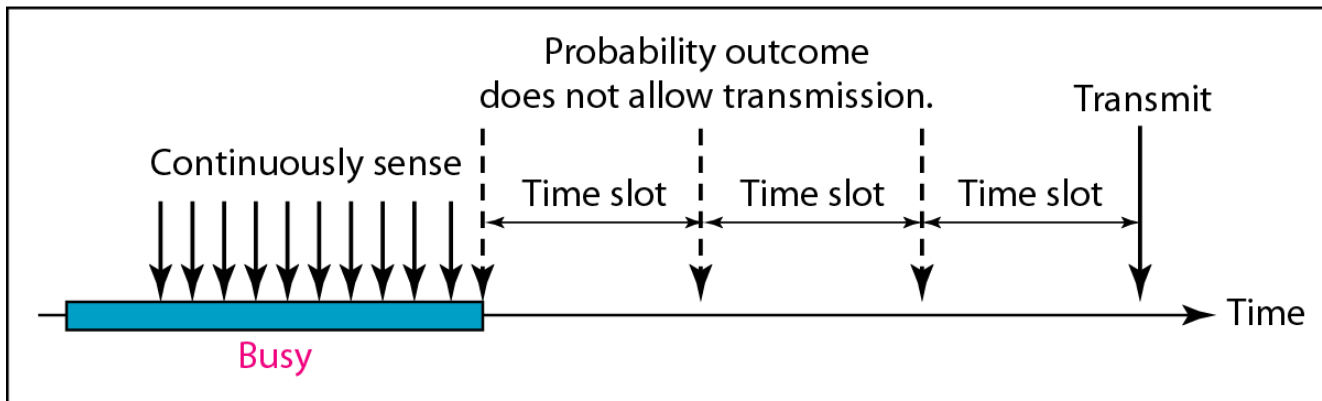 Probability outcome
does not allow transmission.
Transmit
Continuously sense
Time slot
Time slot
Time slot
Time
Busy